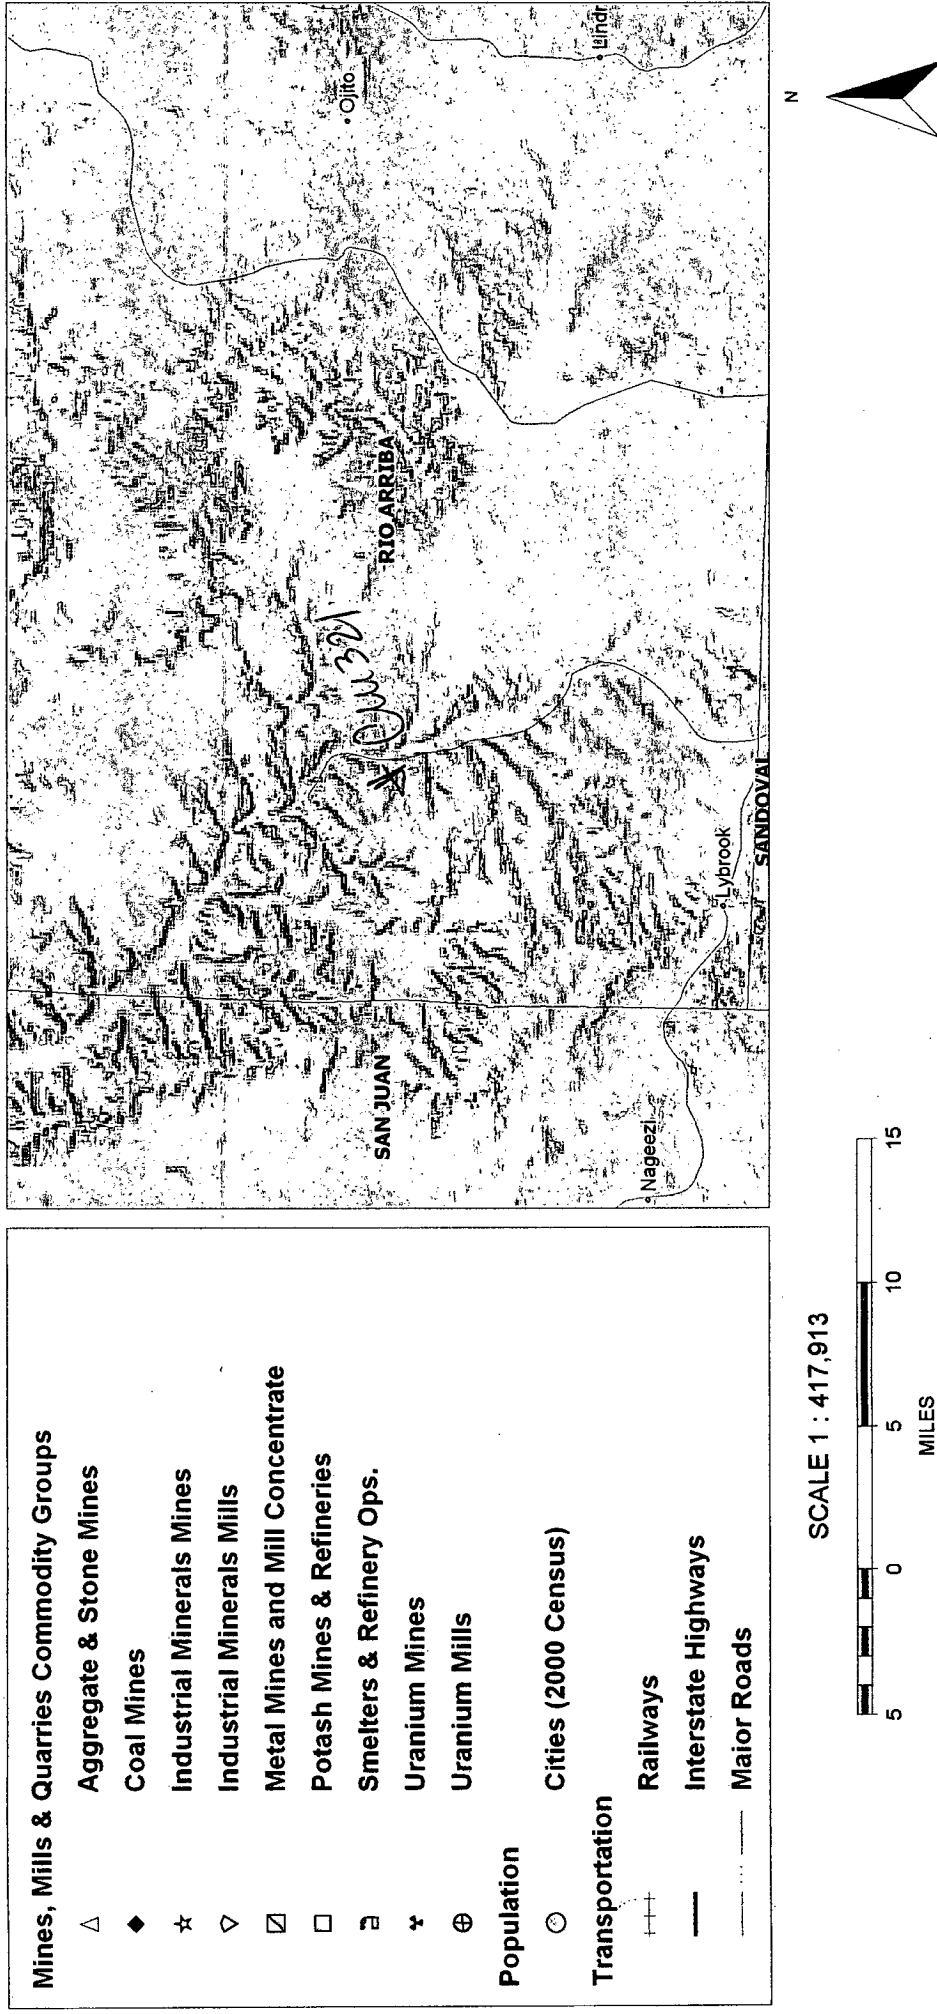 Mines, Mills & Quarries Commodity Groups
Aggregate & Stone Mines
Coal Mines
Industrial Minerals Mines
Industrial Minerals Mills
Metal Mines and Mill Concentrate
Potash Mines & Refineries
Smelters & Refinery Ops.
Uranium Mines
Uranium Mills
Population
Cities (2000 Census)
Transportation
Railways
Interstate Highways
Major Roads
Ojito
Lindr
RIO ARRIBA
321
SAN JUAN
Nageezi
Lybrook
SANDOVAL
SCALE 1 : 417,913
5 0 5 10 15
MILES
N